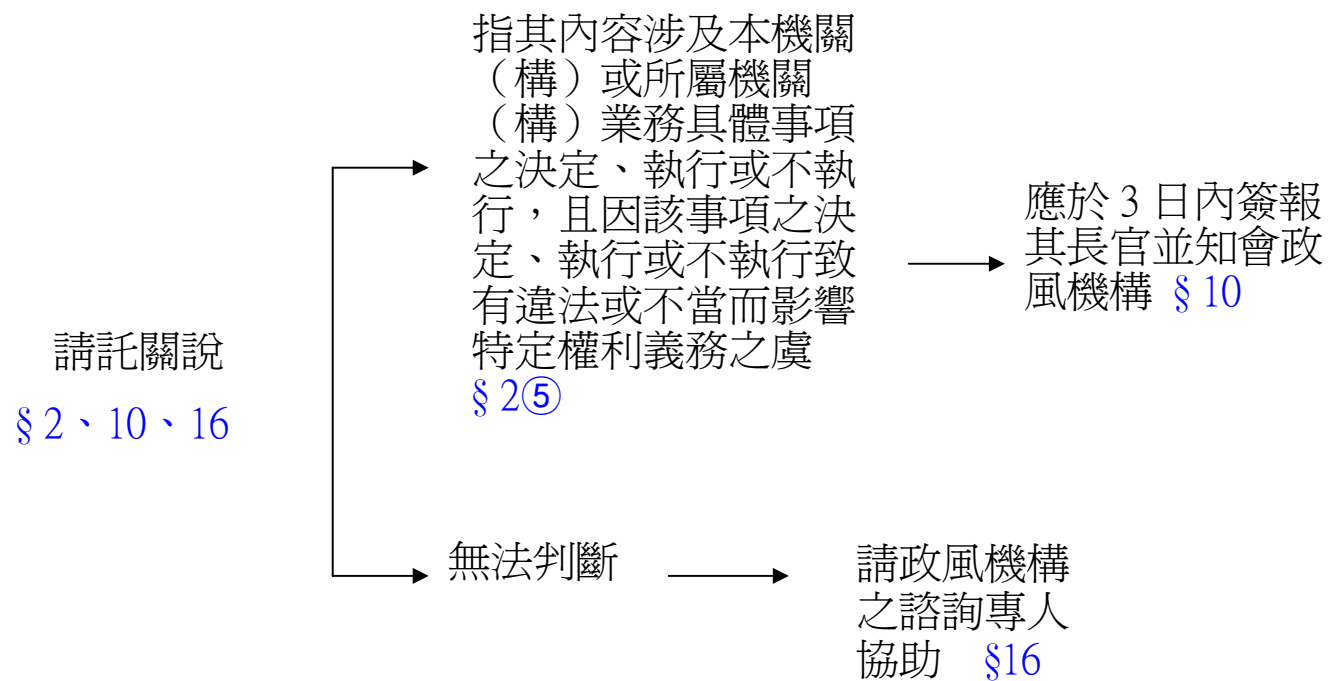 請託關說
§2、10、16
指其內容涉及本機關
（構）或所屬機關
（構）業務具體事項
之決定、執行或不執
行，且因該事項之決
定、執行或不執行致
有違法或不當而影響
特定權利義務之虞
§2⑤
應於 3 日內簽報
其長官並知會政
風機構 §10
無法判斷
請政風機構
之諮詢專人
協助 §16